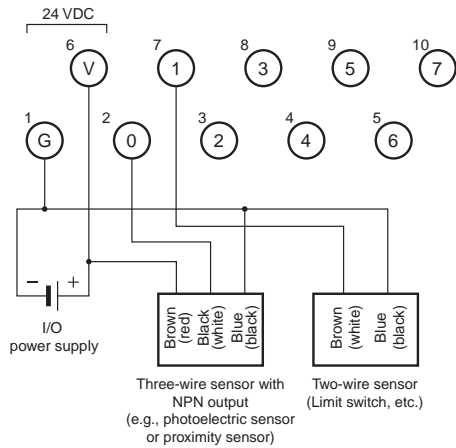 24 VDC
6 7 8 9 10
V 1 3 5 7
1 2 3 4 5
G 0 2 4 6
− +
I/O
power supply
Brown
(red)
Black
(white)
Blue
(black)
Brown
(white)
Blue
(black)
Three-wire sensor with
NPN output
(e.g., photoelectric sensor
or proximity sensor)
Two-wire sensor
(Limit switch, etc.)